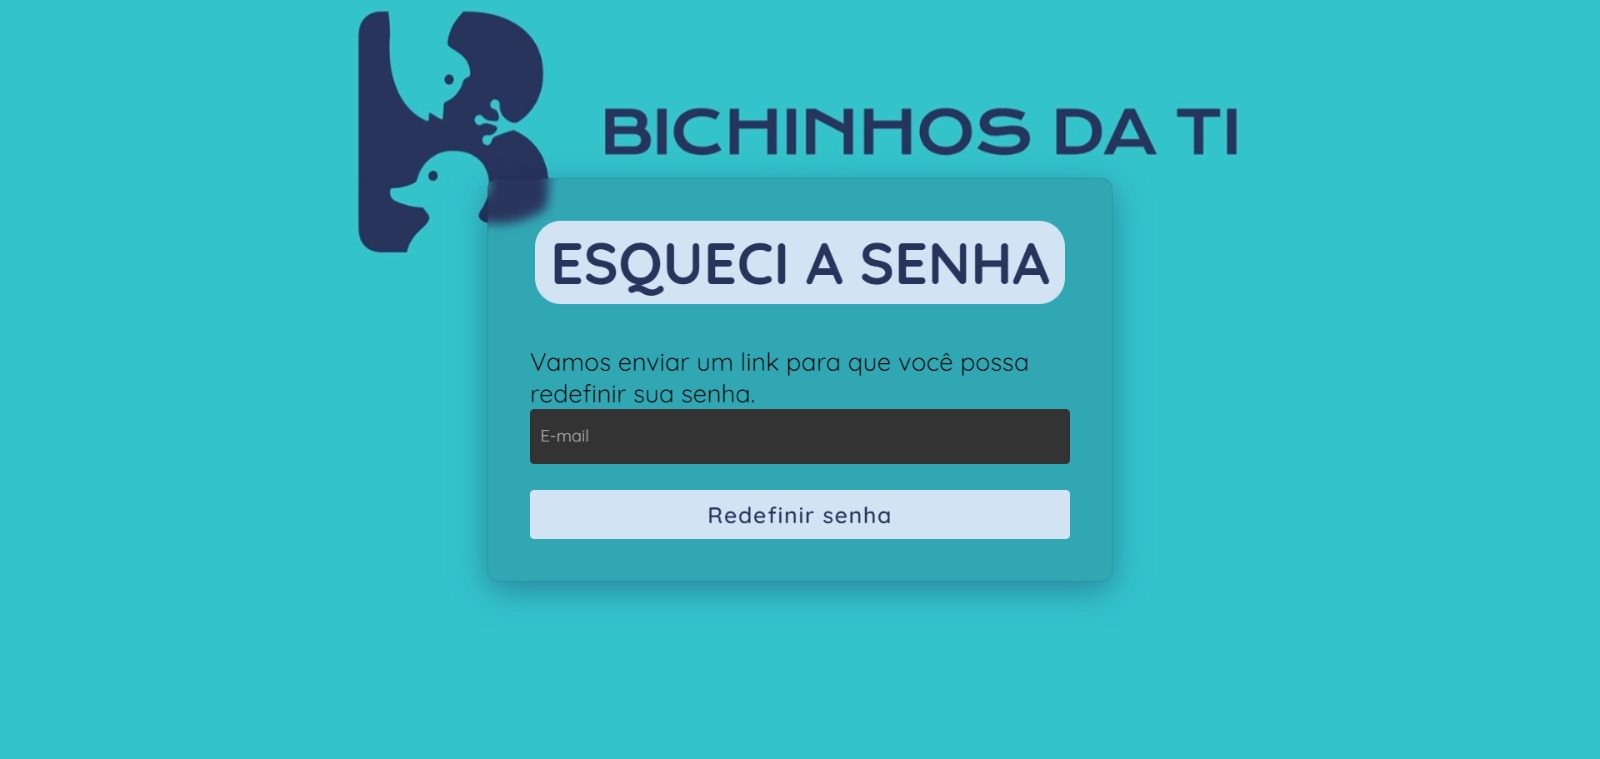 BICHINHOS DA TI
ESQUECI A SENHA
Vamos enviar um link para que você possa
redefinir sua senha.
E-mail
Redefinir senha